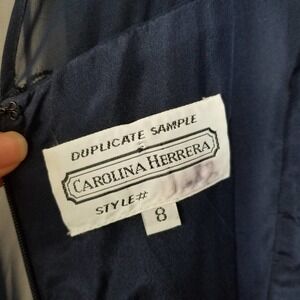 DUPLICATE SAMPLE
CAROLINA HERRERA
STYLE#
8